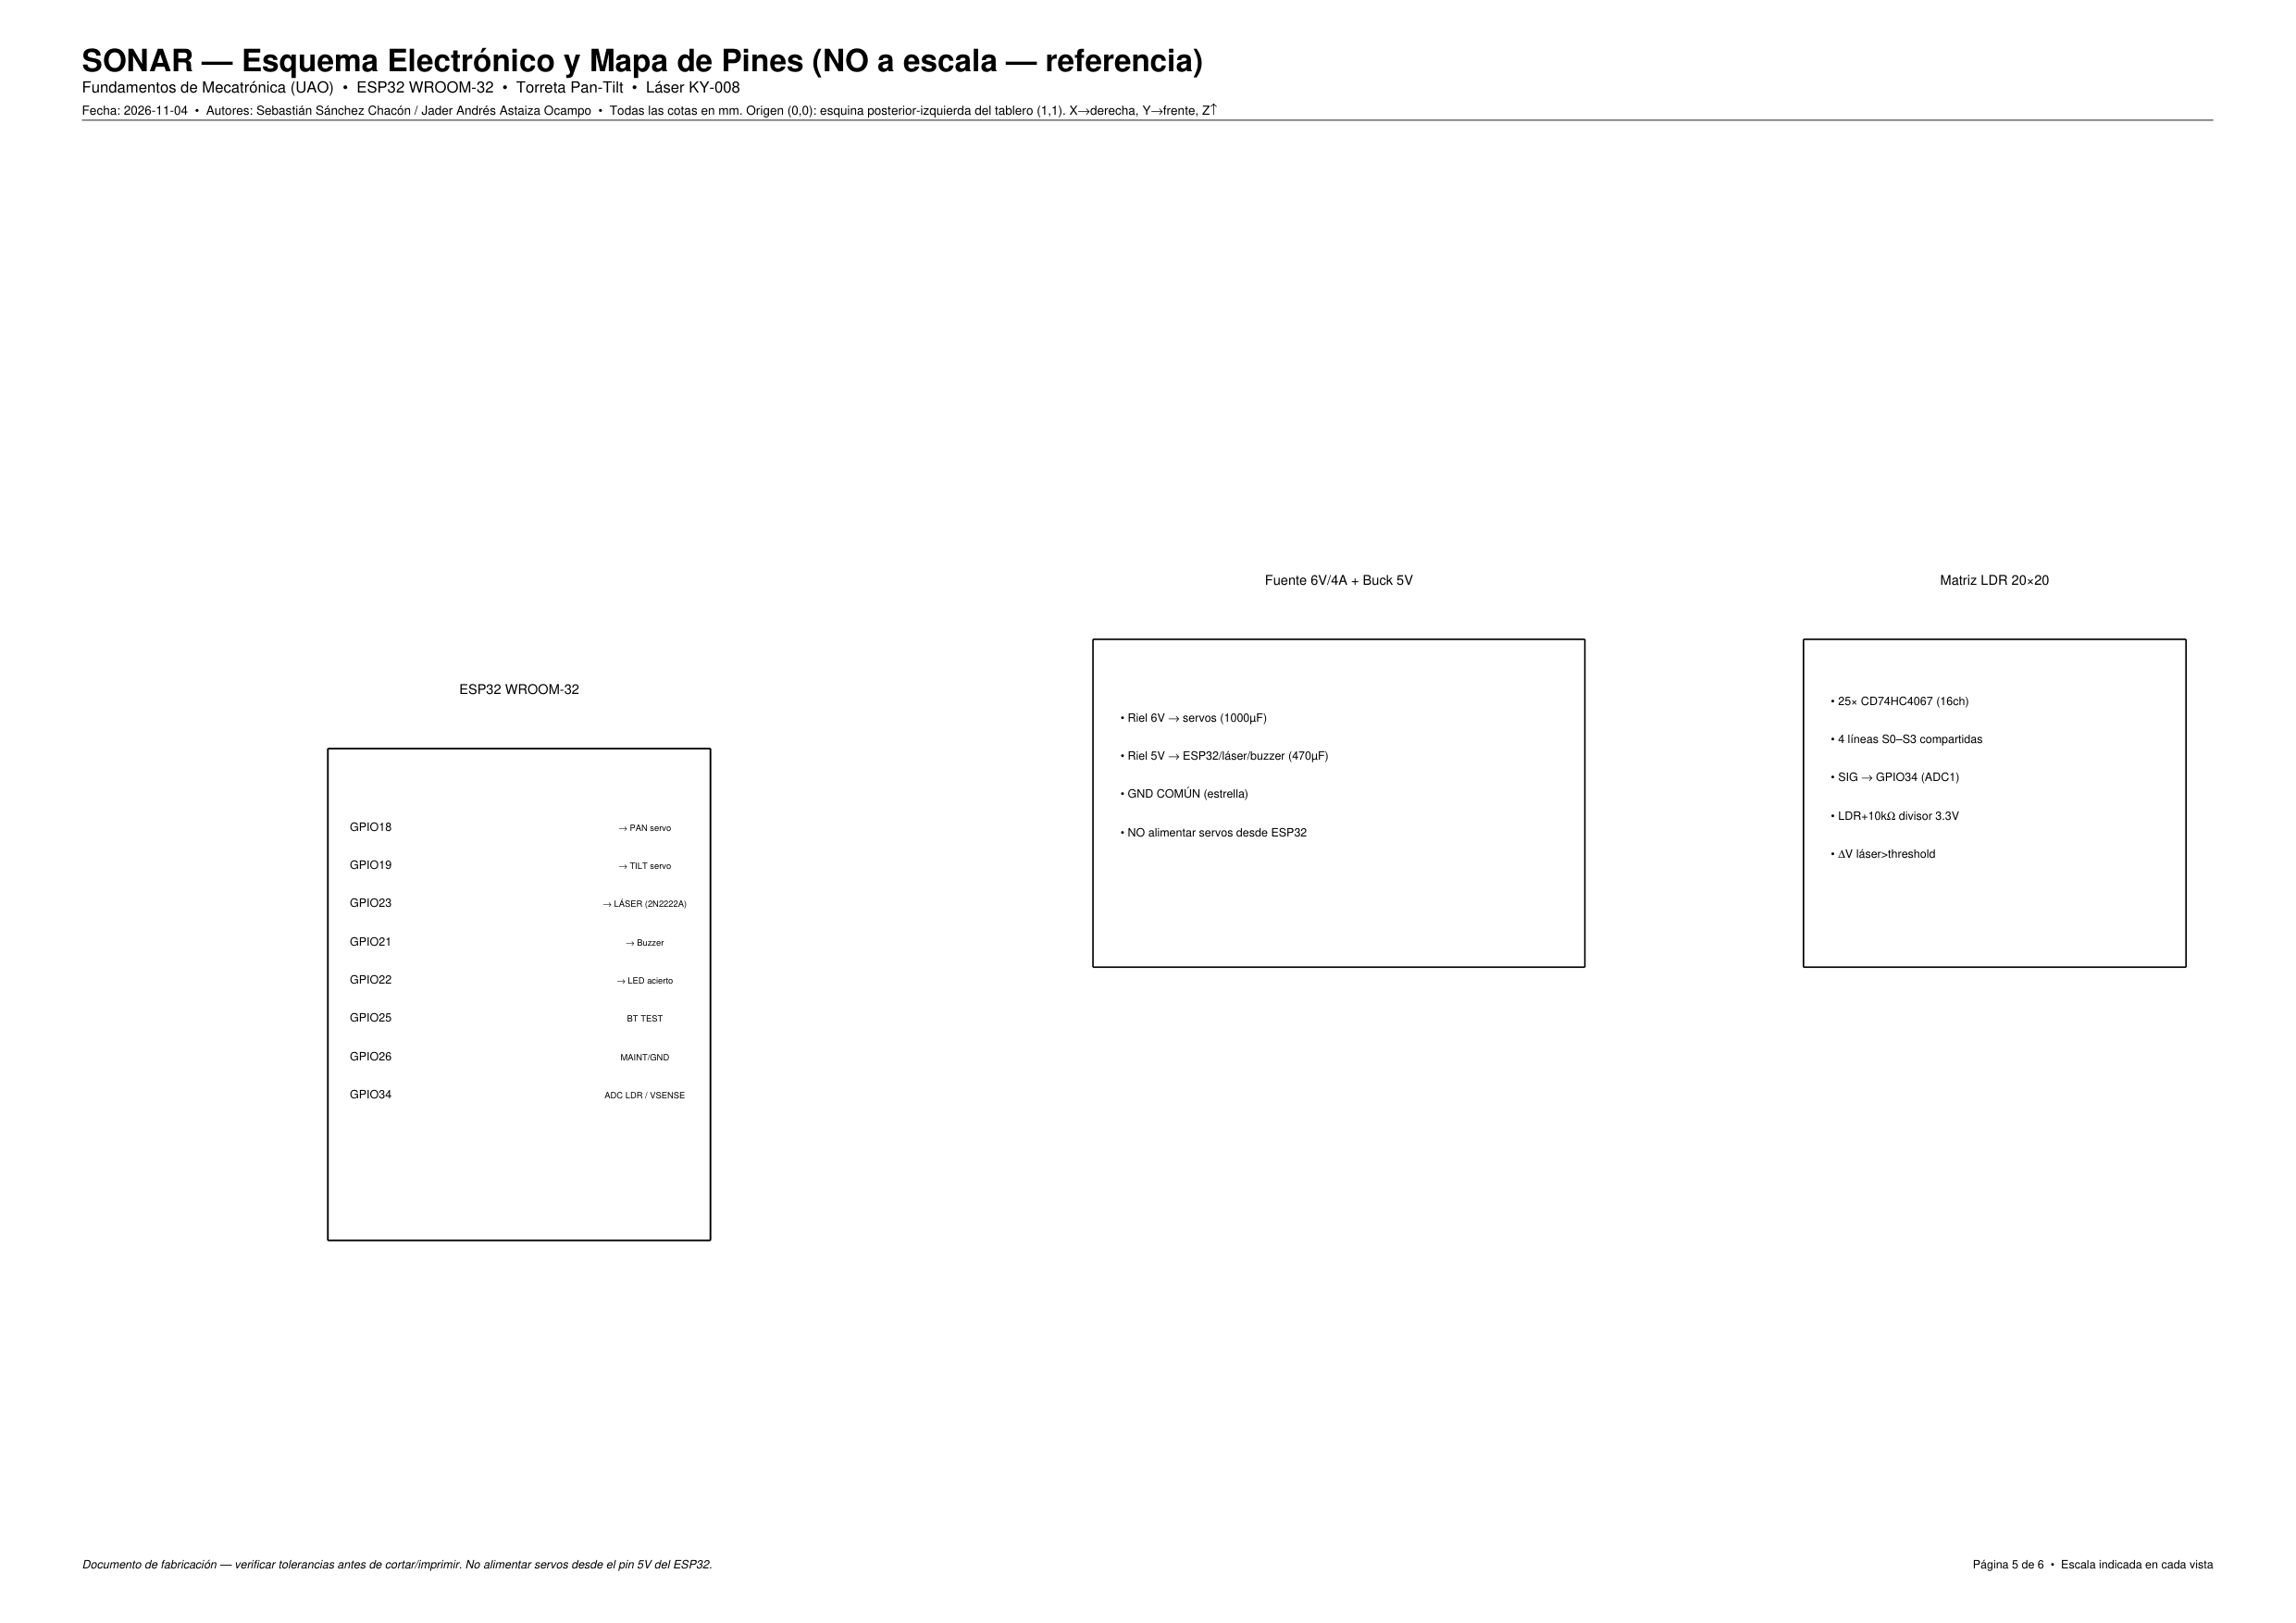 SONAR — Esquema Electrónico y Mapa de Pines (NO a escala — referencia)
Fundamentos de Mecatrónica (UAO) • ESP32 WROOM-32 • Torreta Pan-Tilt • Láser KY-008
Fecha: 2026-11-04 • Autores: Sebastián Sánchez Chacón / Jader Andrés Astaiza Ocampo • Todas las cotas en mm. Origen (0,0): esquina posterior-izquierda del tablero (1,1). X→derecha, Y→frente, Z↑
ESP32 WROOM-32
GPIO18 → PAN servo
GPIO19 → TILT servo
GPIO23 → LÁSER (2N2222A)
GPIO21 → Buzzer
GPIO22 → LED acierto
GPIO25 BT TEST
GPIO26 MAINT/GND
GPIO34 ADC LDR / VSENSE
Fuente 6V/4A + Buck 5V
• Riel 6V → servos (1000µF)
• Riel 5V → ESP32/láser/buzzer (470µF)
• GND COMÚN (estrella)
• NO alimentar servos desde ESP32
Matriz LDR 20×20
• 25× CD74HC4067 (16ch)
• 4 líneas S0–S3 compartidas
• SIG → GPIO34 (ADC1)
• LDR+10kΩ divisor 3.3V
• ΔV láser>threshold
Documento de fabricación — verificar tolerancias antes de cortar/imprimir. No alimentar servos desde el pin 5V del ESP32.
Página 5 de 6 • Escala indicada en cada vista